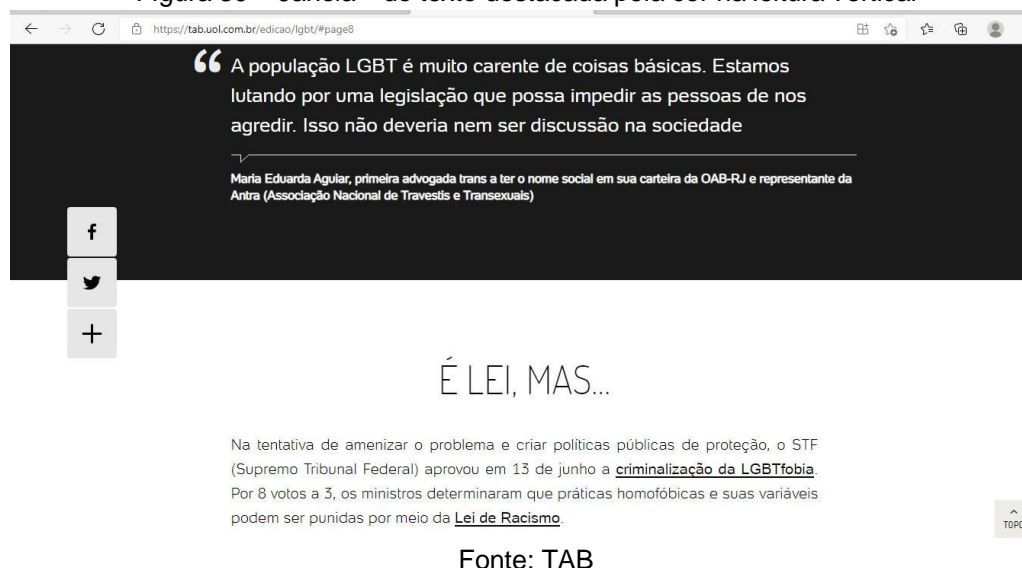 https://tab.uol.com.br/edicao/lgbt/#page8
“ A população LGBT é muito carente de coisas básicas. Estamos
lutando por uma legislação que possa impedir as pessoas de nos
agredir. Isso não deveria nem ser discussão na sociedade
Maria Eduarda Aguiar, primeira advogada trans a ter o nome social em sua carteira da OAB-RJ e representante da
Antra (Associação Nacional de Travestis e Transexuais)
É LEI, MAS...
Na tentativa de amenizar o problema e criar políticas públicas de proteção, o STF
(Supremo Tribunal Federal) aprovou em 13 de junho a criminalização da LGBTfobia.
Por 8 votos a 3, os ministros determinaram que práticas homofóbicas e suas variáveis
podem ser punidas por meio da Lei de Racismo.
TOPO
Fonte: TAB